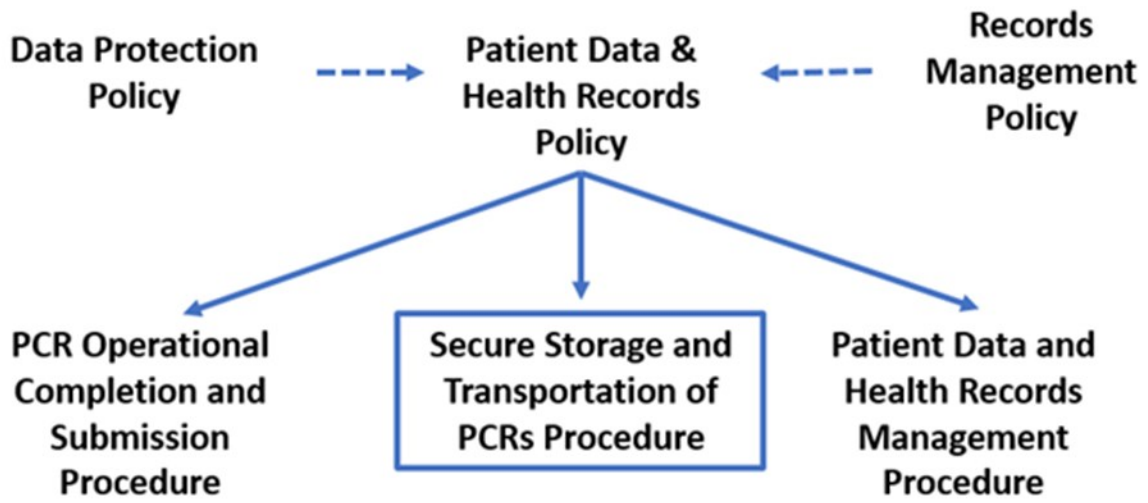 Data Protection
Policy
Patient Data &
Health Records
Policy
Records
Management
Policy
PCR Operational
Completion and
Submission
Procedure
Secure Storage and
Transportation of
PCRs Procedure
Patient Data and
Health Records
Management
Procedure